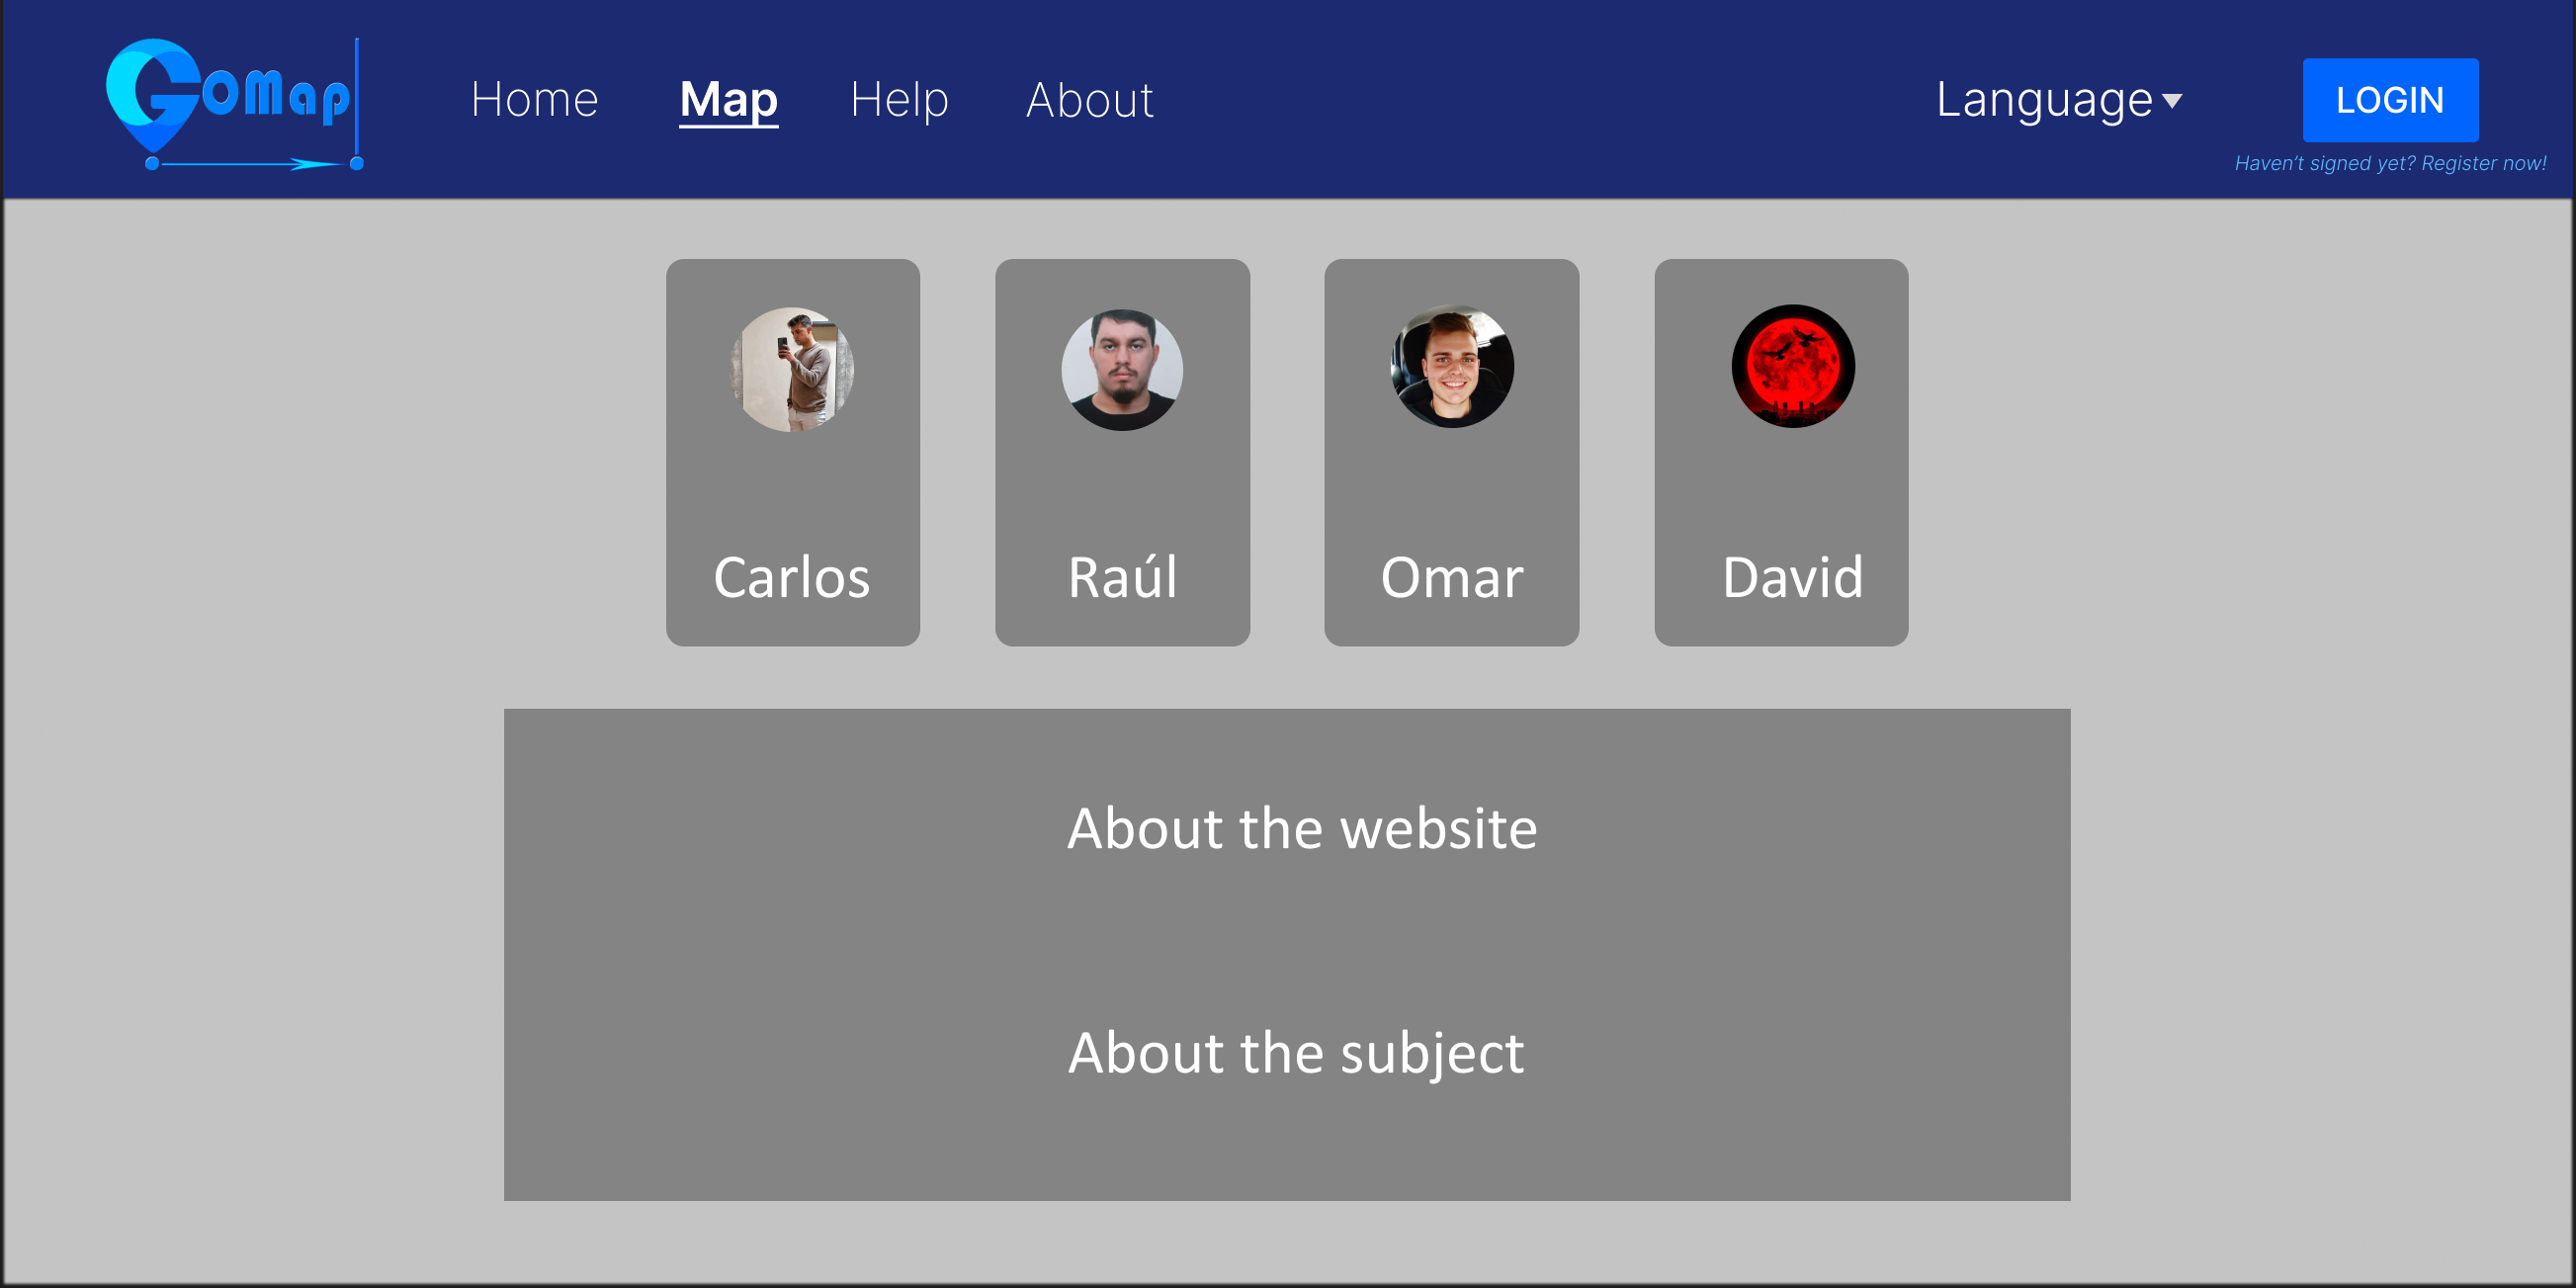 GoMap
Home Map Help About Language LOGIN
Haven't signed yet? Register now!
Carlos Raúl Omar David
About the website
About the subject